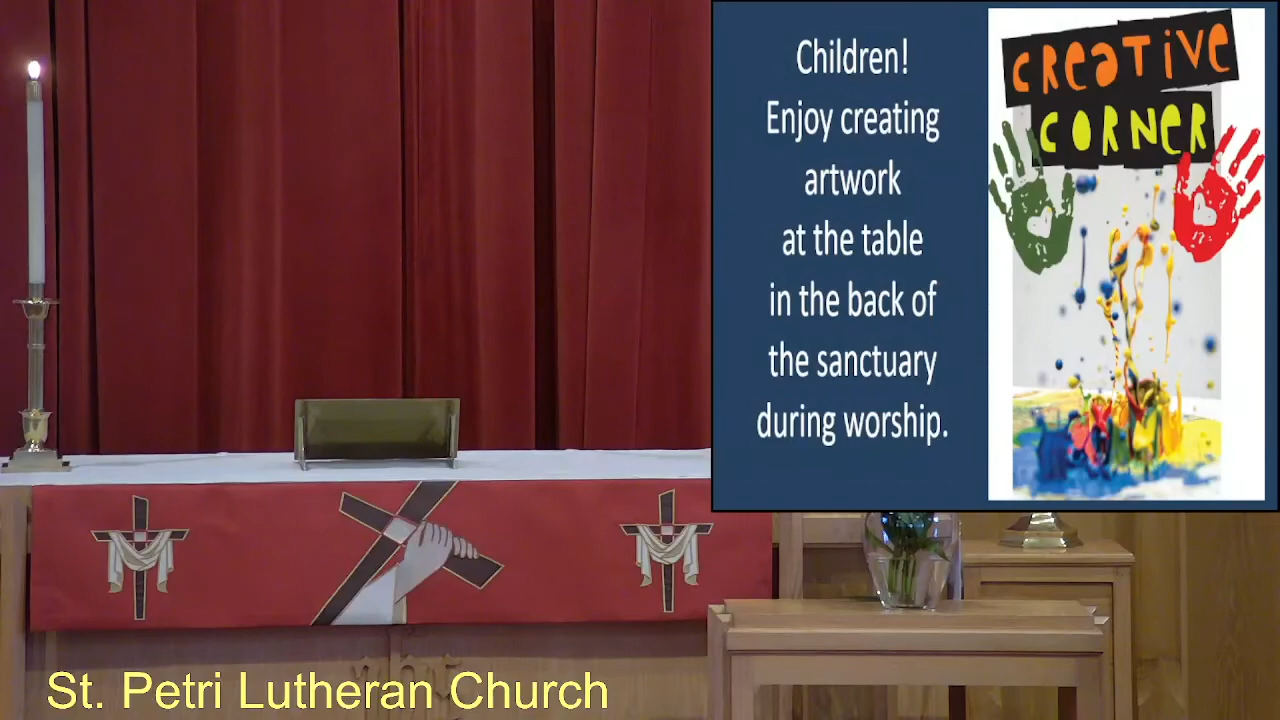 Children!
Enjoy creating
artwork
at the table
in the back of
the sanctuary
during worship.
CREATIVE
CORNER
St. Petri Lutheran Church